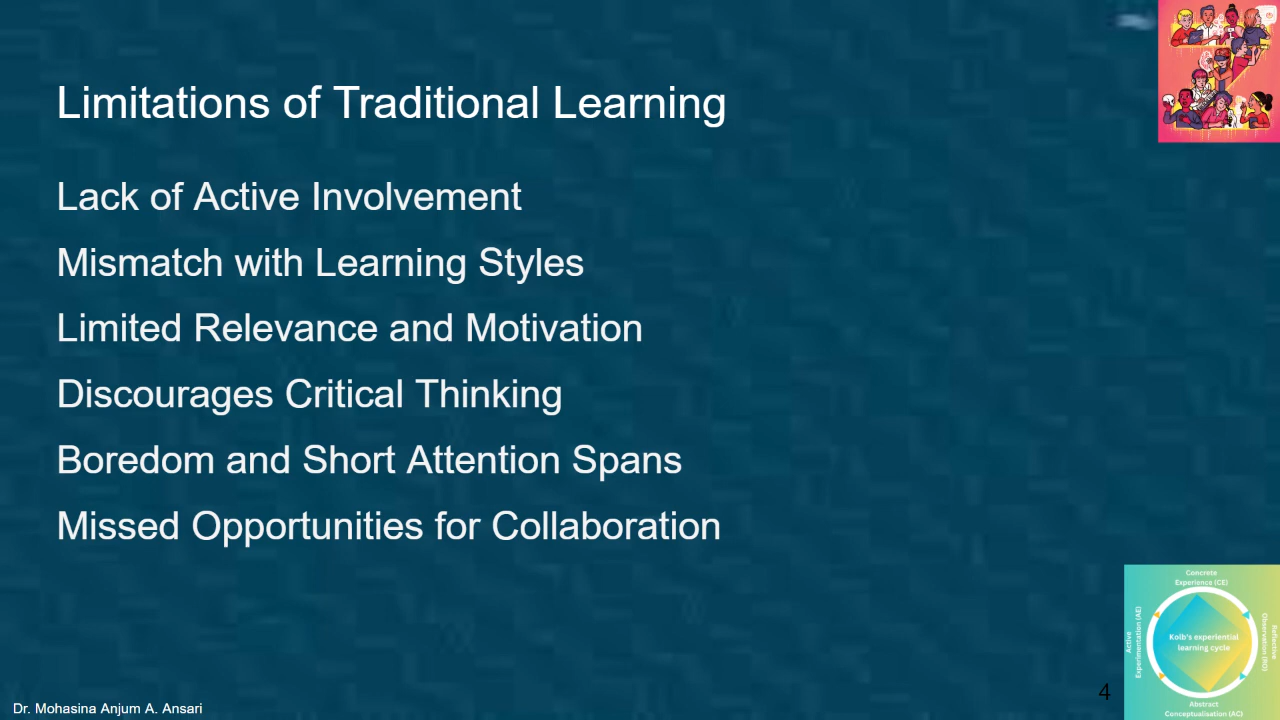 Limitations of Traditional Learning
Lack of Active Involvement
Mismatch with Learning Styles
Limited Relevance and Motivation
Discourages Critical Thinking
Boredom and Short Attention Spans
Missed Opportunities for Collaboration
Concrete
Experience (CE)
Active
Experimentation (AE)
Kolb's experiential
learning cycle
Reflective
Observation (RO)
Abstract
Conceptualisation (AC)
4
Dr. Mohasina Anjum A. Ansari